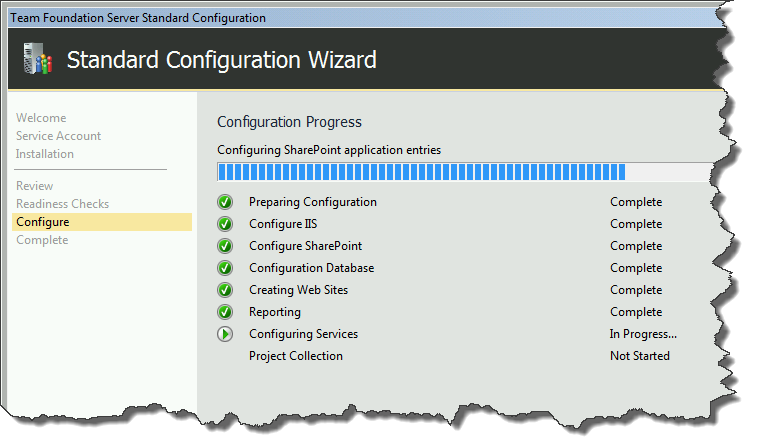 Team Foundation Server Standard Configuration
Standard Configuration Wizard
Welcome
Service Account
Installation
Review
Readiness Checks
Configure
Complete
Configuration Progress
Configuring SharePoint application entries
Preparing Configuration Complete
Configure IIS Complete
Configure SharePoint Complete
Configuration Database Complete
Creating Web Sites Complete
Reporting Complete
Configuring Services In Progress...
Project Collection Not Started